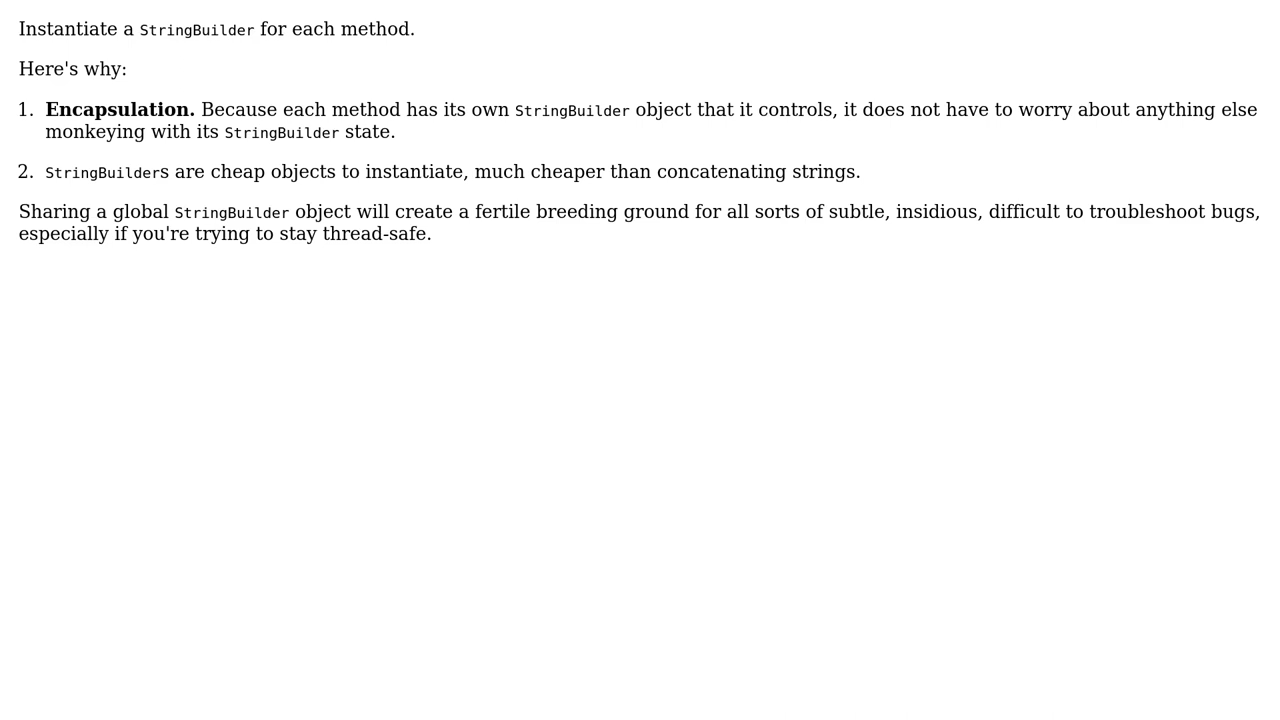 Instantiate a StringBuilder for each method.
Here's why:
1. Encapsulation. Because each method has its own StringBuilder object that it controls, it does not have to worry about anything else
monkeying with its StringBuilder state.
2. StringBuilders are cheap objects to instantiate, much cheaper than concatenating strings.
Sharing a global StringBuilder object will create a fertile breeding ground for all sorts of subtle, insidious, difficult to troubleshoot bugs,
especially if you're trying to stay thread-safe.